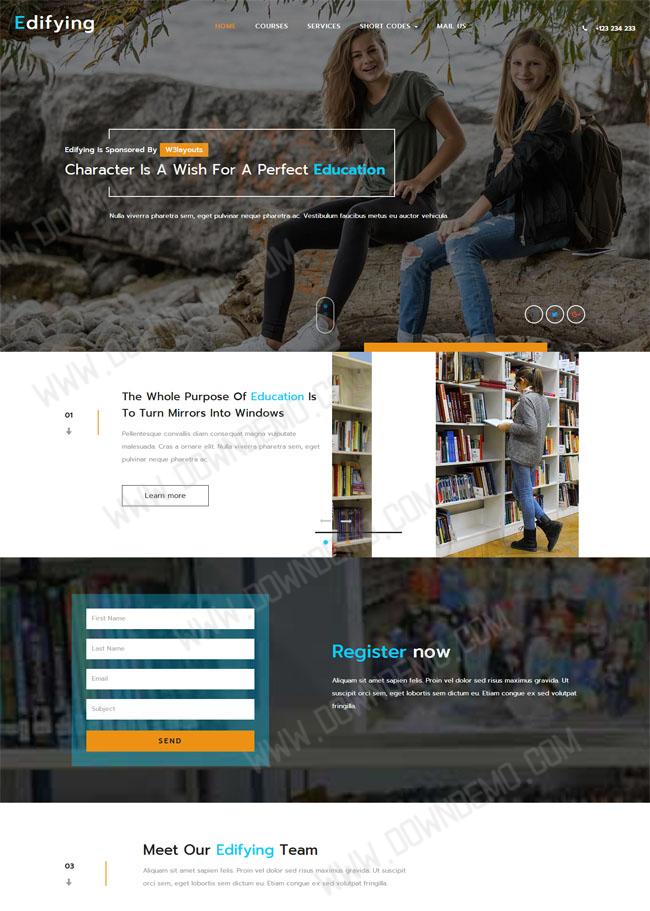 Edifying
HOME COURSES SERVICES SHORT CODES MAIL US
+123 234 233
Edifying Is Sponsored By W3layouts
Character Is A Wish For A Perfect Education
Nulla viverra pharetra sem, eget pulvinar neque pharetra ac. Vestibulum faucibus metus eu auctor vehicula.
01
The Whole Purpose Of Education Is
To Turn Mirrors Into Windows
Pellentesque convallis diam consequat magna vulputate
malesuada. Cras a ornare elit. Nulla viverra pharetra sem, eget
pulvinar neque pharetra ac.
Learn more
First Name
Last Name
Email
Subject
SEND
Register now
Aliquam sit amet sapien felis. Proin vel dolor sed risus maximus gravida. Ut
suscipit orci sem, eget lobortis sem dictum eu. Etiam congue ex sed volutpat
fringilla.
03
Meet Our Edifying Team
Aliquam sit amet sapien felis. Proin vel dolor sed risus maximus gravida. Ut suscipit
orci sem, eget lobortis sem dictum eu. Etiam congue ex sed volutpat fringilla.
WWW.DOWNDEMO.COM